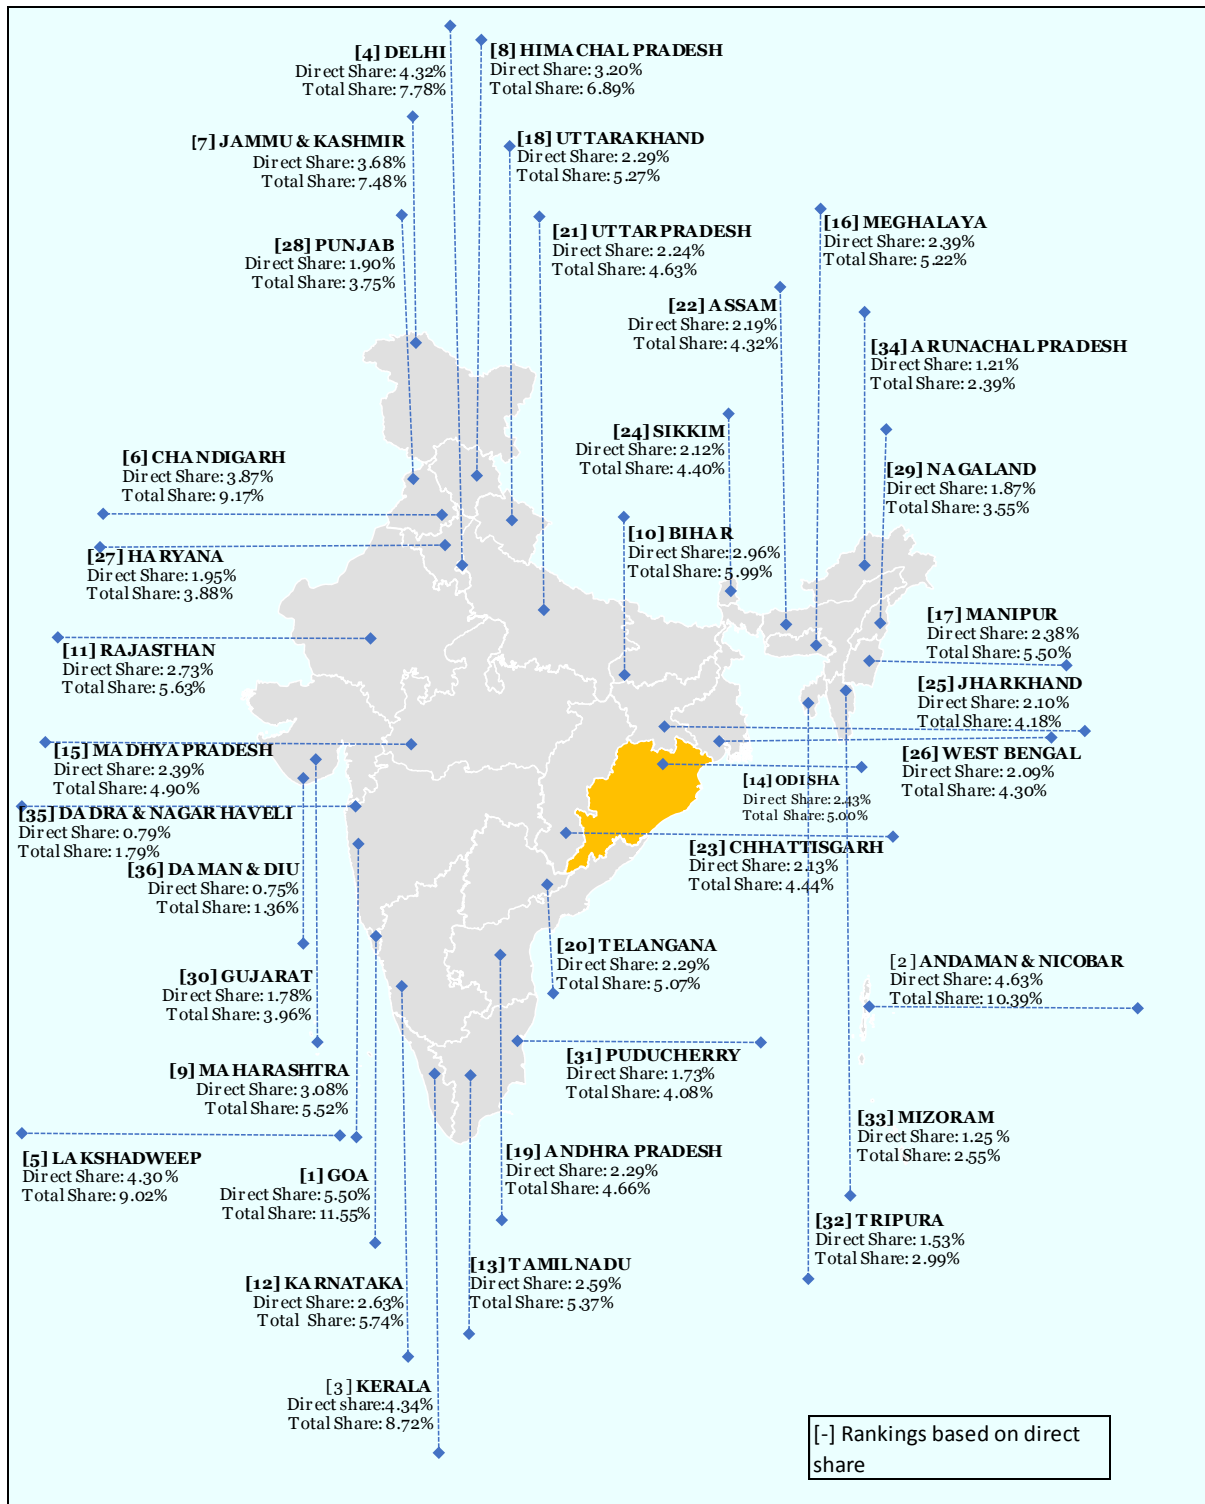 [4] DELHI
Direct Share: 4.32%
Total Share: 7.78%
[8] HIMACHAL PRADESH
Direct Share: 3.20%
Total Share: 6.89%
[7] JAMMU & KASHMIR
Direct Share: 3.68%
Total Share: 7.48%
[18] UTTARAKHAND
Direct Share: 2.29%
Total Share: 5.27%
[28] PUNJAB
Direct Share: 1.90%
Total Share: 3.75%
[21] UTTAR PRADESH
Direct Share: 2.24%
Total Share: 4.63%
[16] MEGHALAYA
Direct Share: 2.39%
Total Share: 5.22%
[22] ASSAM
Direct Share: 2.19%
Total Share: 4.32%
[34] ARUNACHAL PRADESH
Direct Share: 1.21%
Total Share: 2.39%
[24] SIKKIM
Direct Share: 2.12%
Total Share: 4.40%
[6] CHANDIGARH
Direct Share: 3.87%
Total Share: 9.17%
[29] NAGALAND
Direct Share: 1.87%
Total Share: 3.55%
[10] BIHAR
Direct Share: 2.96%
Total Share: 5.99%
[27] HARYANA
Direct Share: 1.95%
Total Share: 3.88%
[17] MANIPUR
Direct Share: 2.38%
Total Share: 5.50%
[11] RAJASTHAN
Direct Share: 2.73%
Total Share: 5.63%
[25] JHARKHAND
Direct Share: 2.10%
Total Share: 4.18%
[15] MADHYA PRADESH
Direct Share: 2.39%
Total Share: 4.90%
[26] WEST BENGAL
Direct Share: 2.09%
Total Share: 4.30%
[14] ODISHA
Direct Share: 2.43%
Total Share: 5.00%
[35] DADRA & NAGAR HAVELI
Direct Share: 0.79%
Total Share: 1.79%
[23] CHHATTISGARH
Direct Share: 2.13%
Total Share: 4.44%
[36] DAMAN & DIU
Direct Share: 0.75%
Total Share: 1.36%
[20] TELANGANA
Direct Share: 2.29%
Total Share: 5.07%
[2] ANDAMAN & NICOBAR
Direct Share: 4.63%
Total Share: 10.39%
[30] GUJARAT
Direct Share: 1.78%
Total Share: 3.96%
[31] PUDUCHERRY
Direct Share: 1.73%
Total Share: 4.08%
[9] MAHARASHTRA
Direct Share: 3.08%
Total Share: 5.52%
[33] MIZORAM
Direct Share: 1.25 %
Total Share: 2.55%
[5] LAKSHADWEEP
Direct Share: 4.30%
Total Share: 9.02%
[19] ANDHRA PRADESH
Direct Share: 2.29%
Total Share: 4.66%
[1] GOA
Direct Share: 5.50%
Total Share: 11.55%
[32] TRIPURA
Direct Share: 1.53%
Total Share: 2.99%
[13] TAMIL NADU
Direct Share: 2.59%
Total Share: 5.37%
[12] KARNATAKA
Direct Share: 2.63%
Total Share: 5.74%
[3] KERALA
Direct share:4.34%
Total Share: 8.72%
[-] Rankings based on direct
share